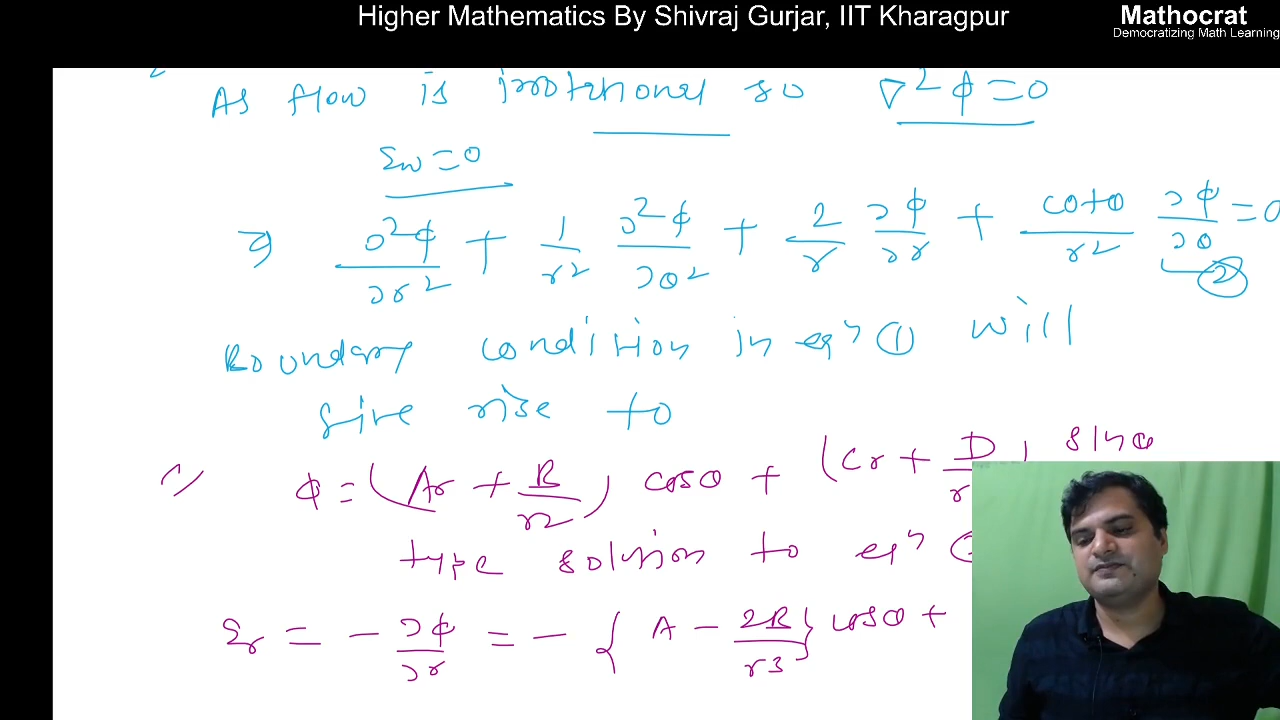 Higher Mathematics By Shivraj Gurjar, IIT Kharagpur
Mathocrat
Democratizing Math Learning
As flow is irrotational so ∇²φ=0
Σω=0
⇒ ∂²φ/∂r² + 1/r² ∂²φ/∂θ² + 2/r ∂φ/∂r + cotθ/r² ∂φ/∂θ =0
②
Boundary condition in eqⁿ ① will
give rise to
φ=(Ar + B/r²) cosθ + (Cr + D/r sinθ
type solution to eqⁿ
Σr = - ∂φ/∂r = - { A - 2B/r³} cosθ +